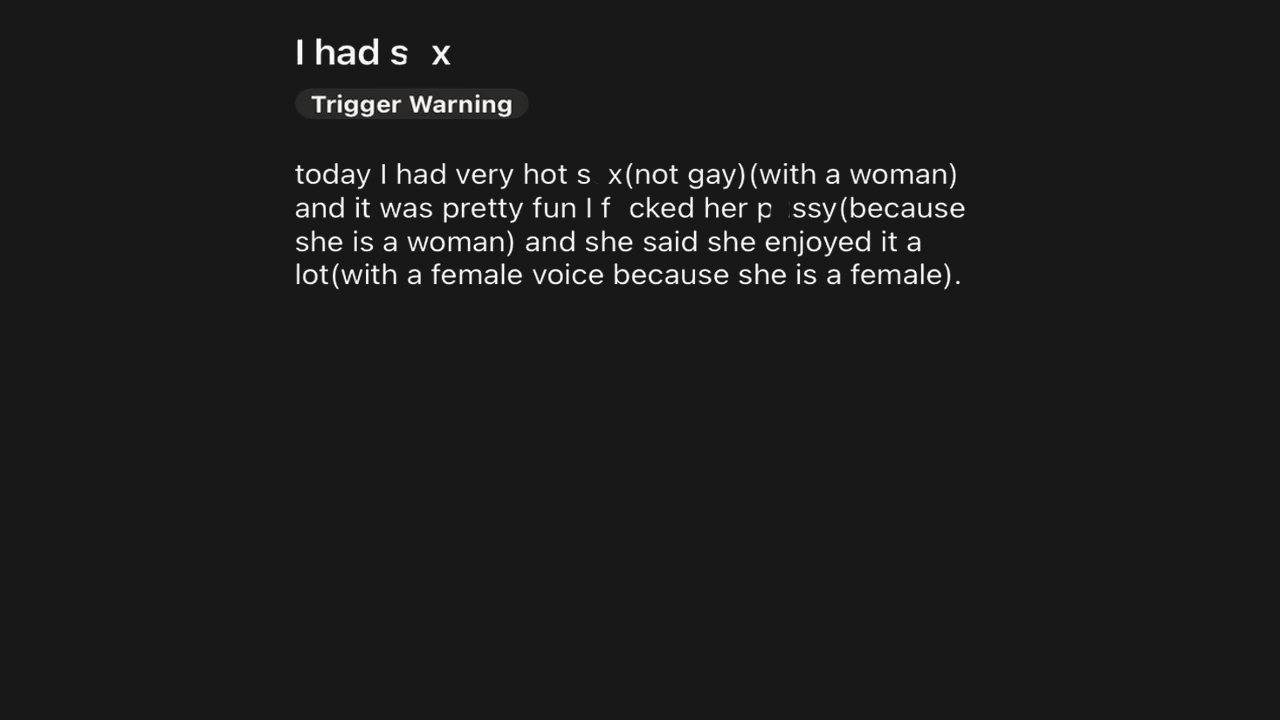 I had s x
Trigger Warning
today I had very hot s x(not gay)(with a woman)
and it was pretty fun I f cked her p ssy(because
she is a woman) and she said she enjoyed it a
lot(with a female voice because she is a female).